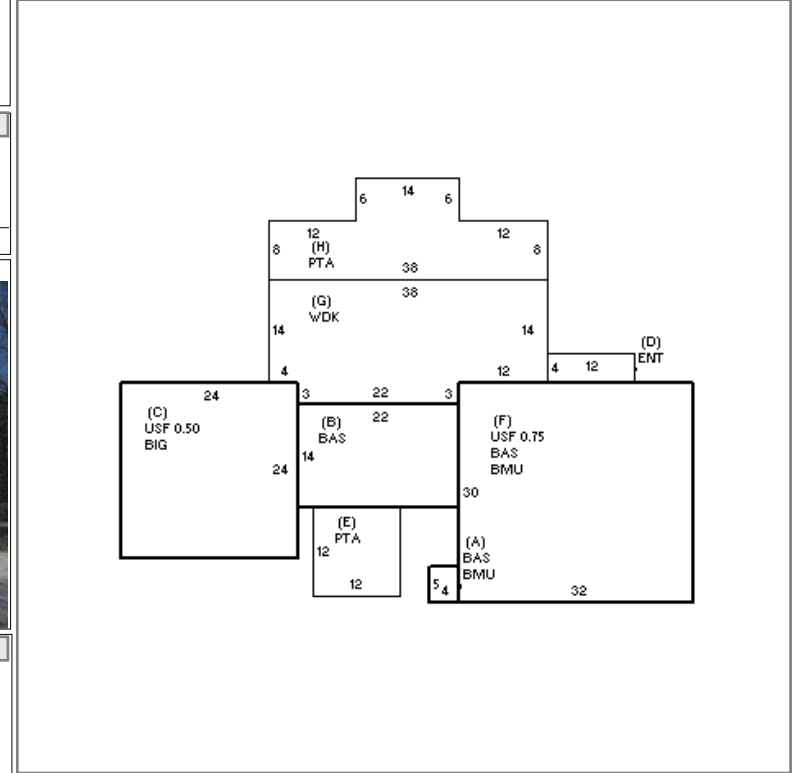 14
6 6
12 12
(H)
8 8
PTA
38
38
(G)
WDK
14 14
(D)
ENT
4 12 4 12
24 3 22 3
(C) (B) 22 (F)
USF 0.50 BAS USF 0.75
BIG BAS
BMU
14
24
30
(E) (A)
PTA BAS
12 BMU
12 5 4 32